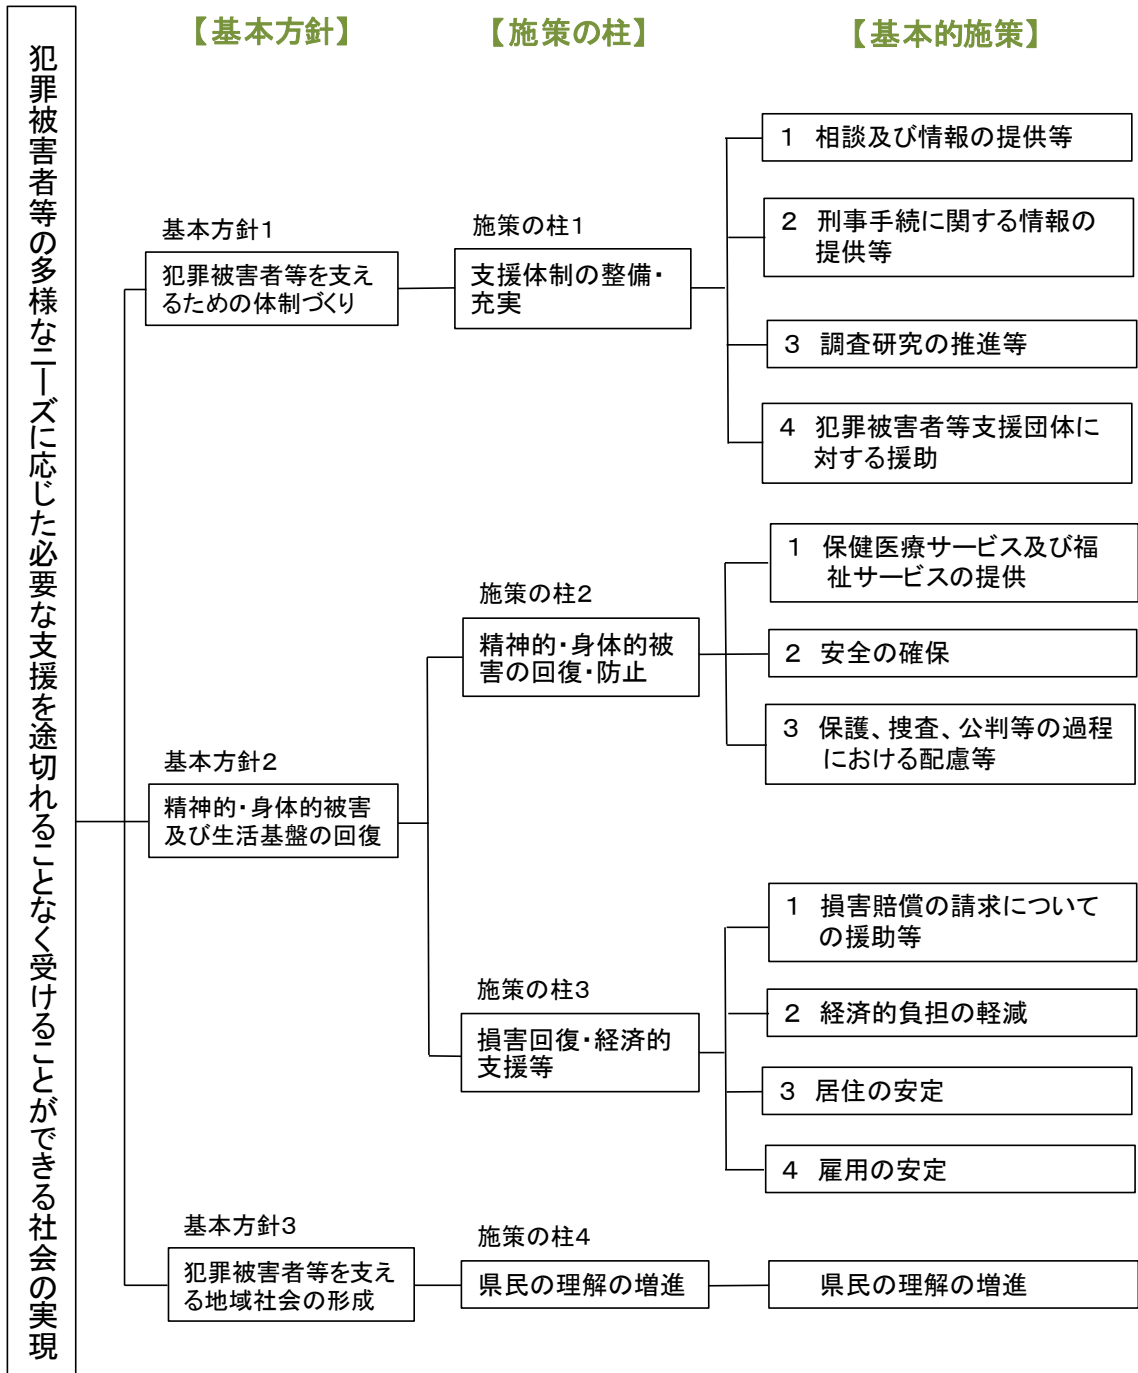 【基本方針】
【施策の柱】
【基本的施策】
犯罪被害者等の多様なニーズに応じた必要な支援を途切れることなく受けることができる社会の実現
基本方針1
犯罪被害者等を支え
るための体制づくり
施策の柱1
支援体制の整備・
充実
1 相談及び情報の提供等
2 刑事手続に関する情報の
提供等
3 調査研究の推進等
4 犯罪被害者等支援団体に
対する援助
基本方針2
精神的・身体的被害
及び生活基盤の回復
施策の柱2
精神的・身体的被
害の回復・防止
1 保健医療サービス及び福
祉サービスの提供
2 安全の確保
3 保護、捜査、公判等の過程
における配慮等
施策の柱3
損害回復・経済的
支援等
1 損害賠償の請求について
の援助等
2 経済的負担の軽減
3 居住の安定
4 雇用の安定
基本方針3
犯罪被害者等を支え
る地域社会の形成
施策の柱4
県民の理解の増進
県民の理解の増進